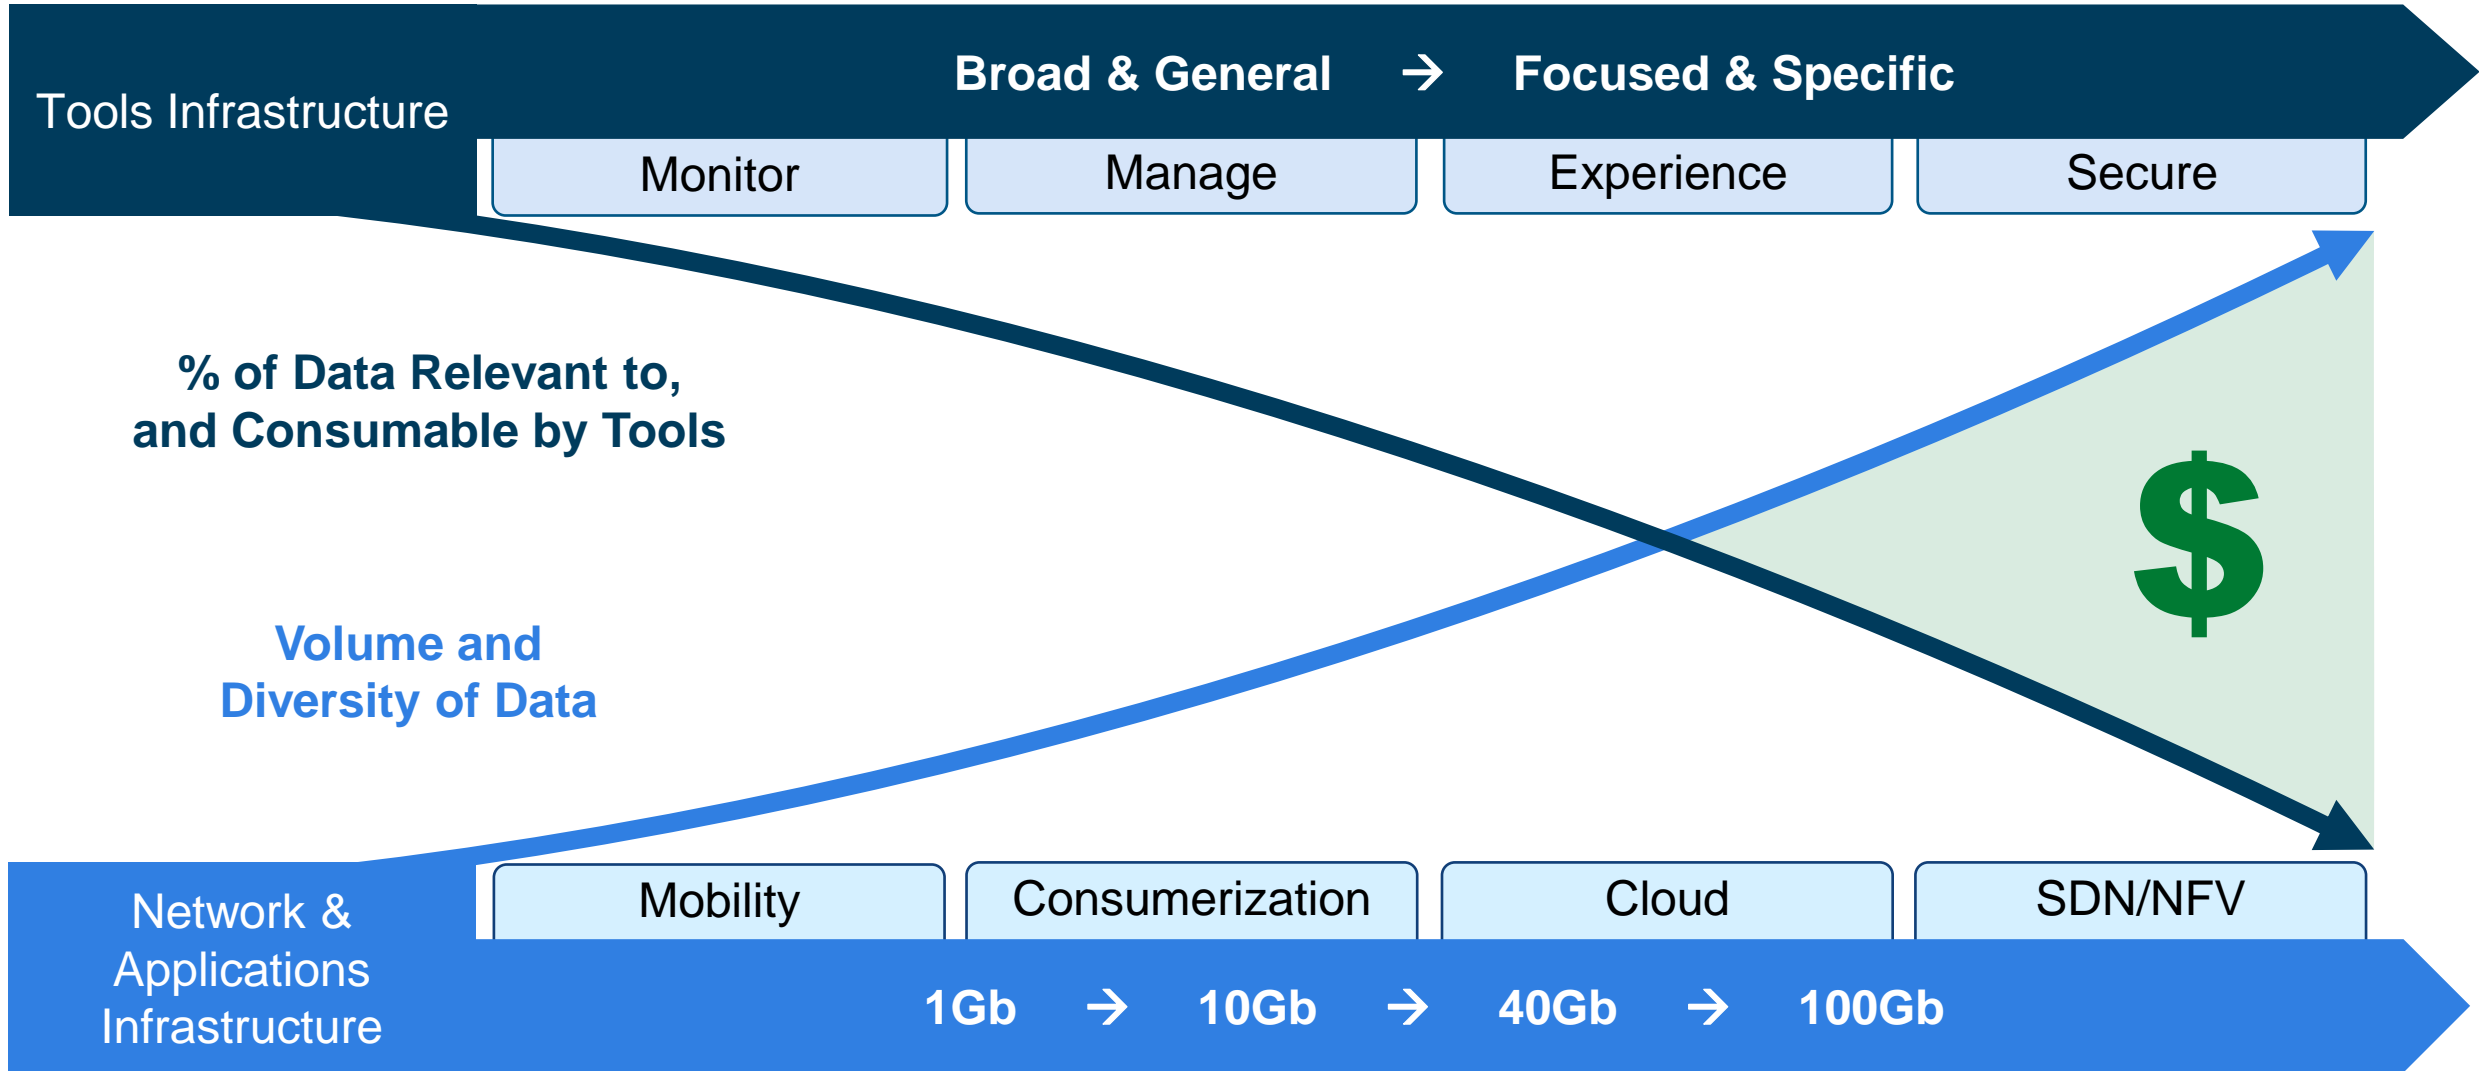 Tools Infrastructure
Broad & General → Focused & Specific
Monitor
Manage
Experience
Secure
% of Data Relevant to,
and Consumable by Tools
$
Volume and
Diversity of Data
Mobility
Consumerization
Cloud
SDN/NFV
Network &
Applications
Infrastructure
1Gb → 10Gb → 40Gb → 100Gb